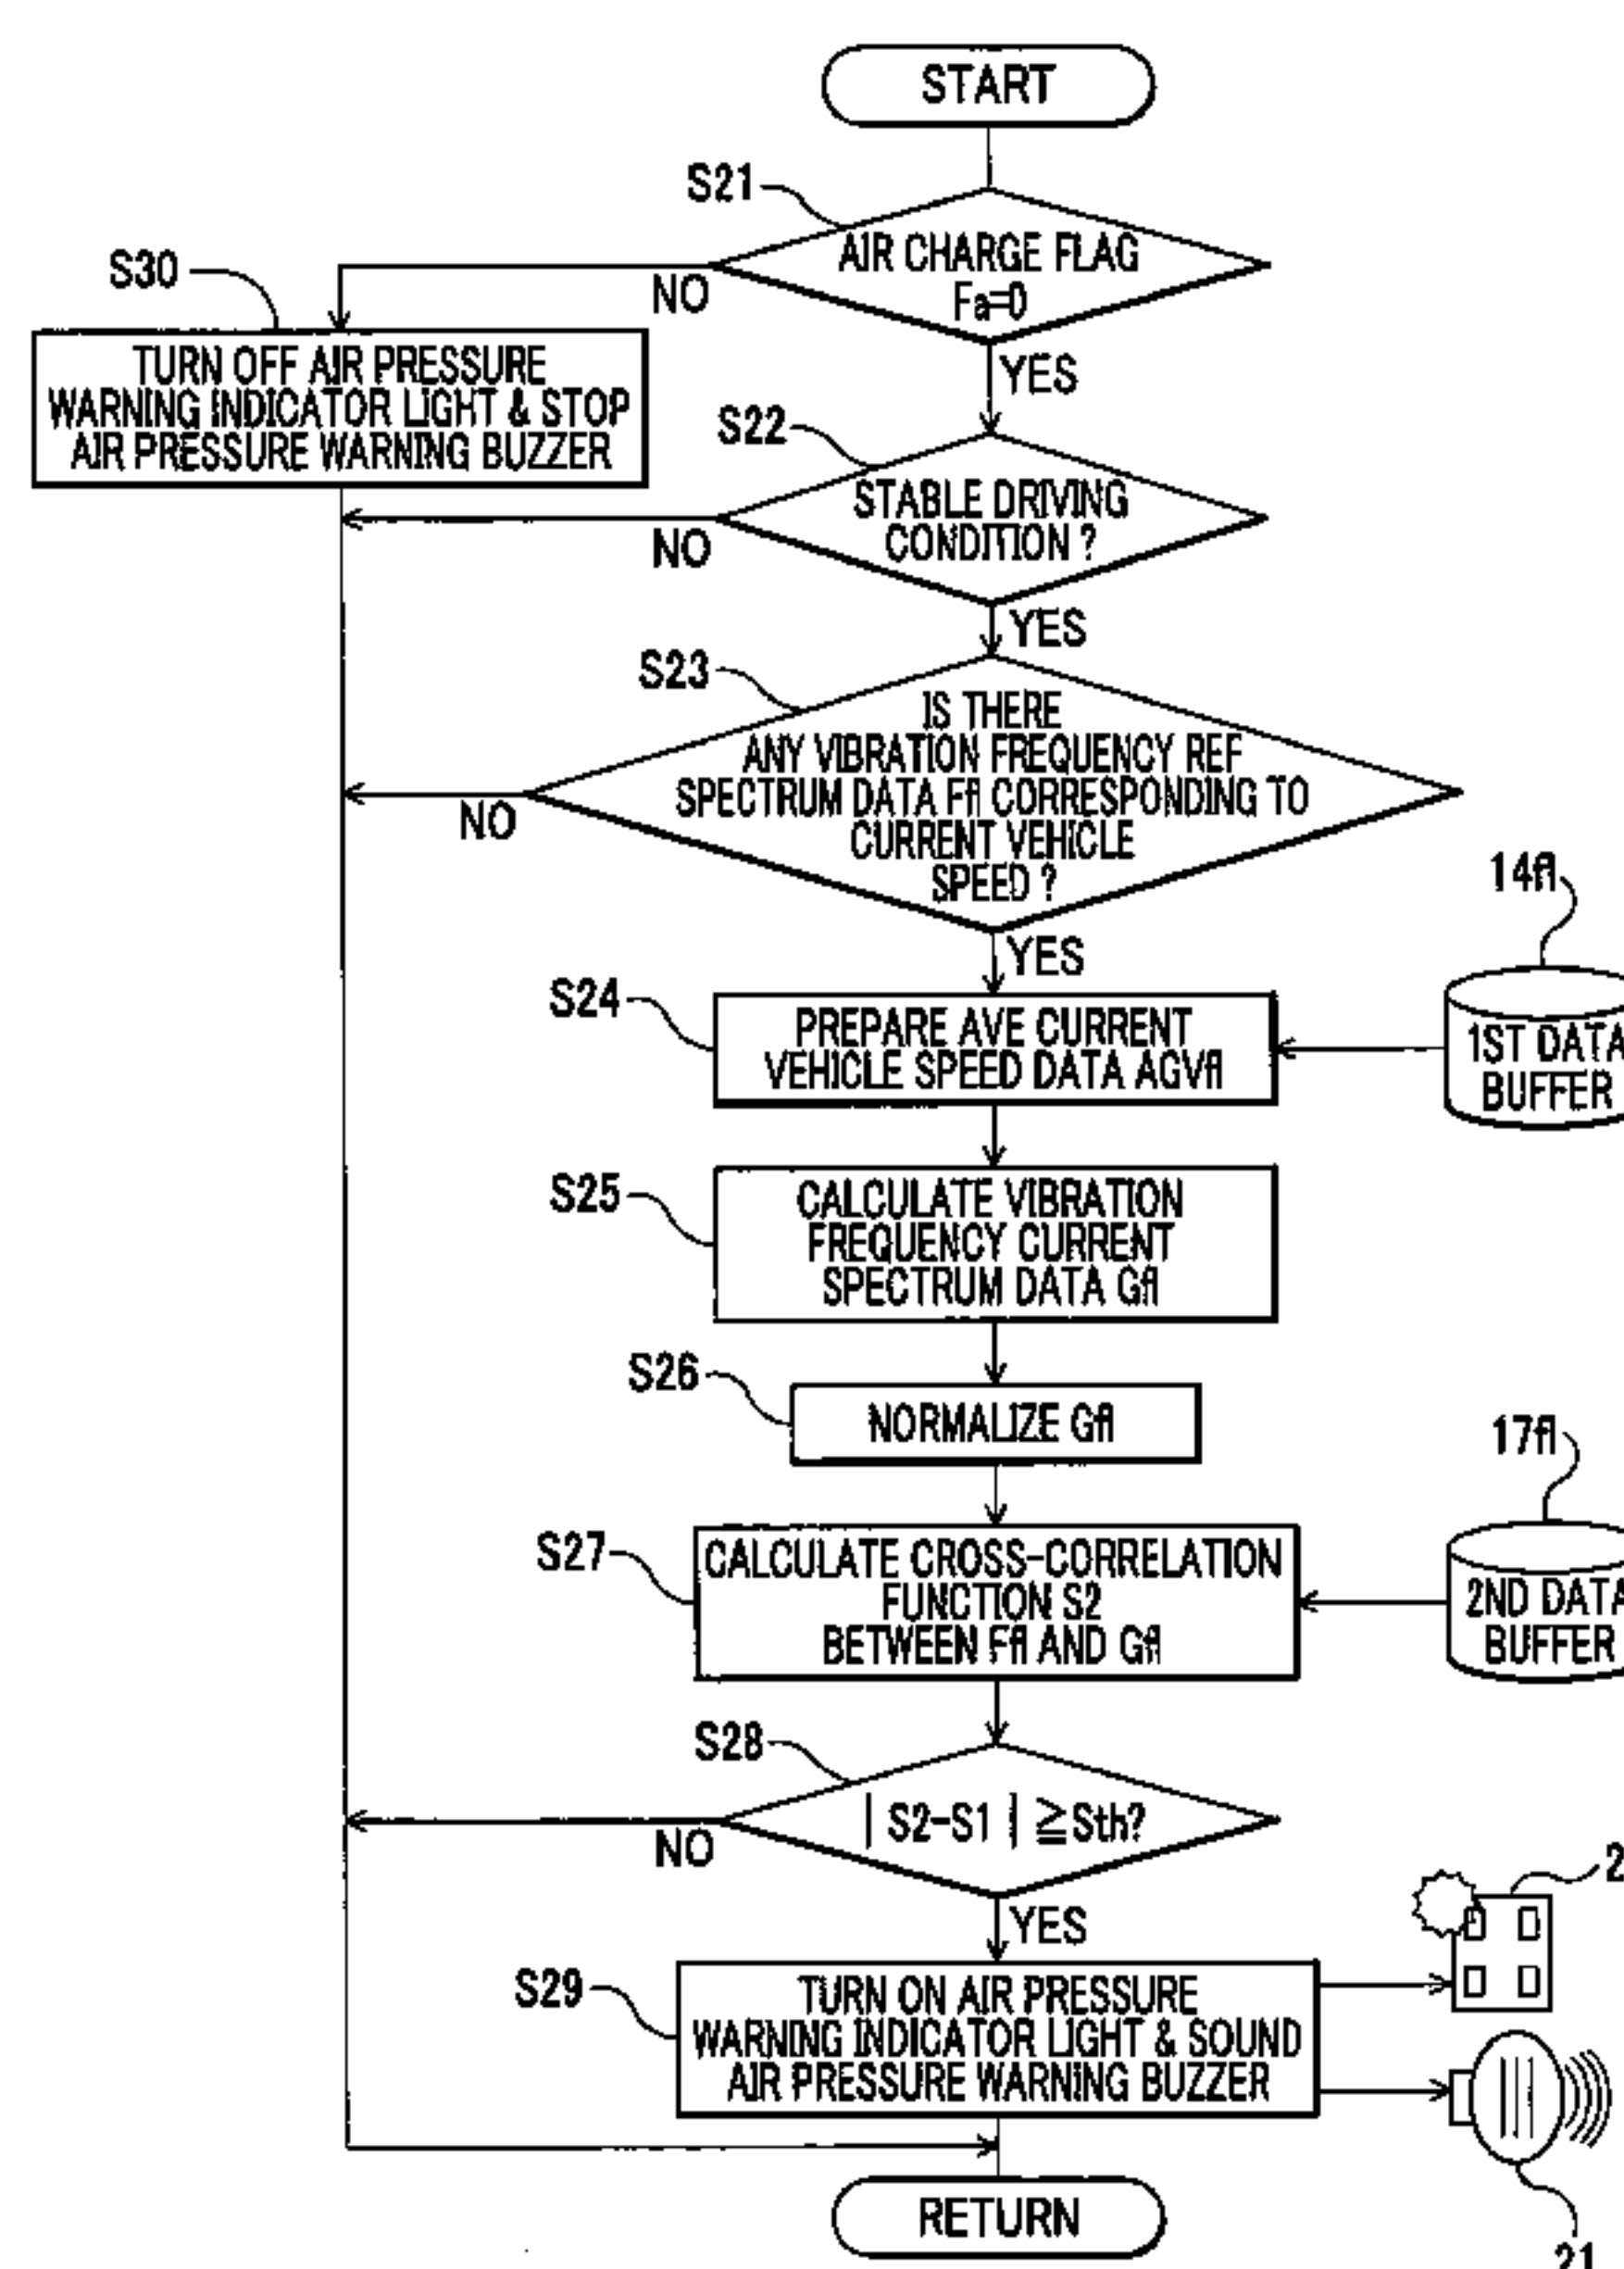 START
S21
AIR CHARGE FLAG
Fa=0
NO
YES
S30
TURN OFF AIR PRESSURE
WARNING INDICATOR LIGHT & STOP
AIR PRESSURE WARNING BUZZER
S22
STABLE DRIVING
CONDITION ?
NO
YES
S23
IS THERE
ANY VIBRATION FREQUENCY REF
SPECTRUM DATA Ffl CORRESPONDING TO
CURRENT VEHICLE
SPEED ?
NO
YES
S24
PREPARE AVE CURRENT
VEHICLE SPEED DATA AGVfl
14fl
1ST DATA
BUFFER
S25
CALCULATE VIBRATION
FREQUENCY CURRENT
SPECTRUM DATA Gfl
S26
NORMALIZE Gfl
S27
CALCULATE CROSS-CORRELATION
FUNCTION S2
BETWEEN Ffl AND Gfl
17fl
2ND DATA
BUFFER
S28
| S2-S1 | ≧Sth?
NO
YES
S29
TURN ON AIR PRESSURE
WARNING INDICATOR LIGHT & SOUND
AIR PRESSURE WARNING BUZZER
21
RETURN